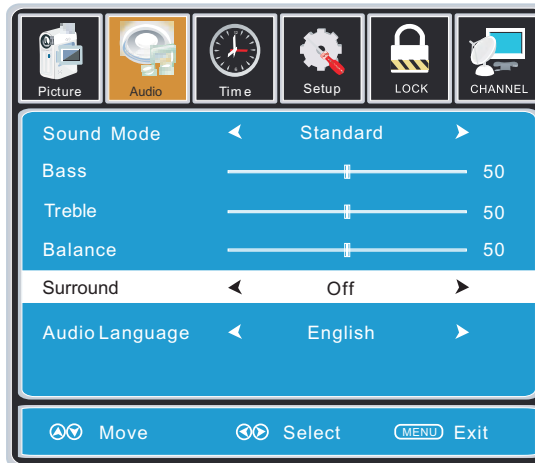 Picture Audio Time Setup LOCK CHANNEL
Sound Mode Standard
Bass 50
Treble 50
Balance 50
Surround Off
Audio Language English
Move Select MENU Exit